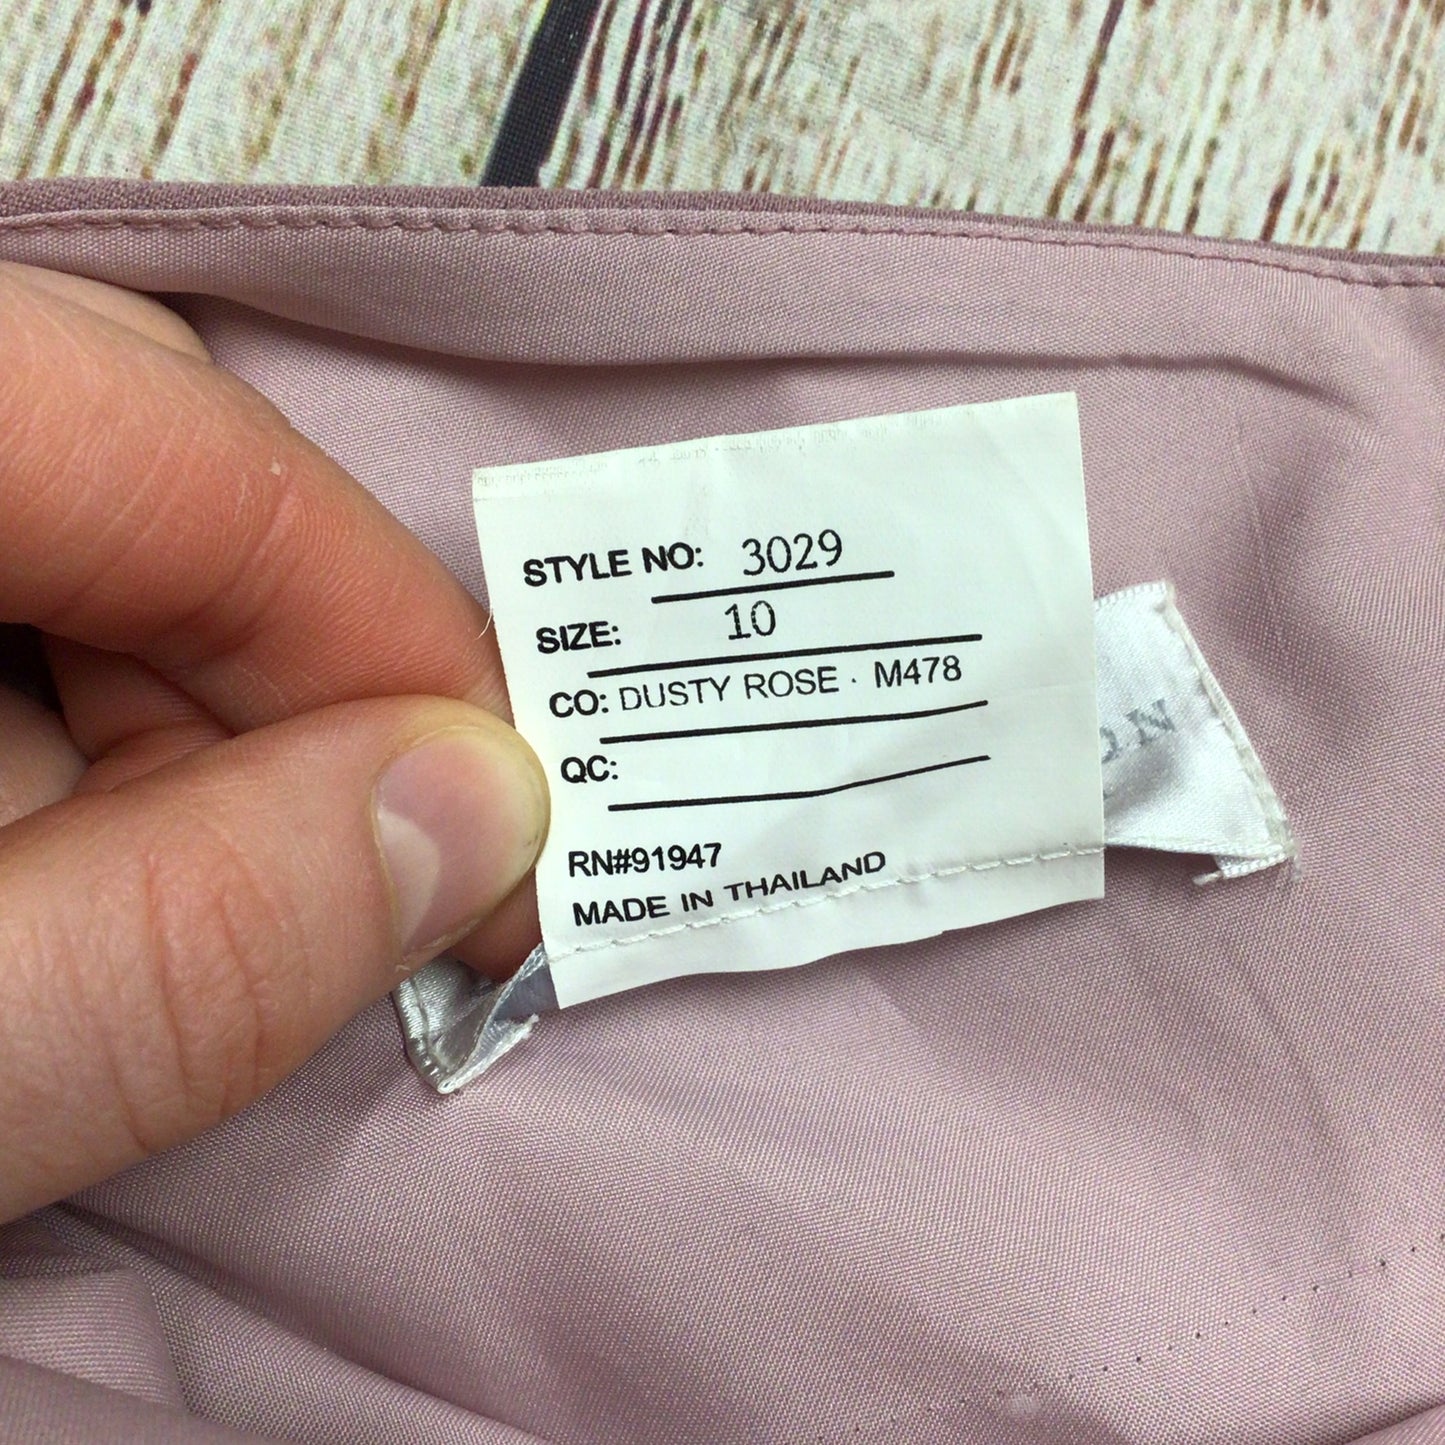 STYLE NO: 3029
SIZE: 10
CO: DUSTY ROSE · M478
QC:
RN#91947
MADE IN THAILAND